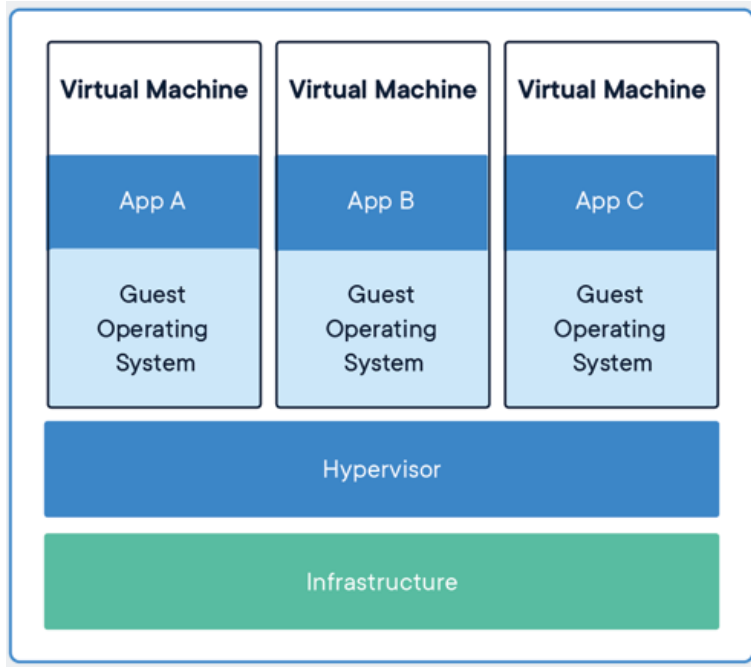 Virtual Machine
Virtual Machine
Virtual Machine
App A
App B
App C
Guest
Operating
System
Guest
Operating
System
Guest
Operating
System
Hypervisor
Infrastructure